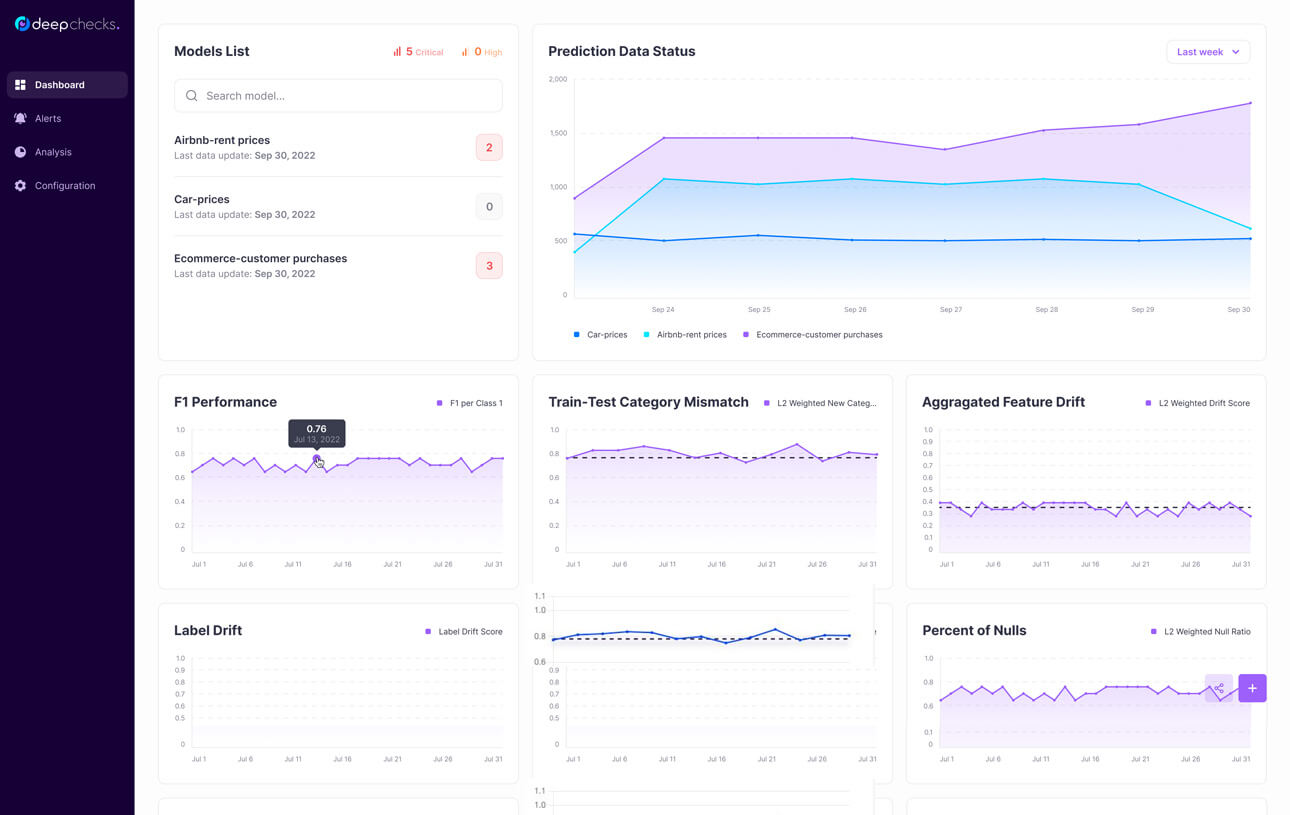 deepchecks.
Dashboard
Alerts
Analysis
Configuration
Models List
5 Critical
0 High
Search model...
Airbnb-rent prices
Last data update: Sep 30, 2022
2
Car-prices
Last data update: Sep 30, 2022
0
Ecommerce-customer purchases
Last data update: Sep 30, 2022
3
Prediction Data Status
Last week
2,000
1,500
1,000
500
0
Sep 24 Sep 25 Sep 26 Sep 27 Sep 28 Sep 29 Sep 30
Car-prices Airbnb-rent prices Ecommerce-customer purchases
F1 Performance
F1 per Class 1
0.76
Jul 13, 2022
1.0
0.8
0.6
0.4
0.2
0
Jul 1 Jul 6 Jul 11 Jul 16 Jul 21 Jul 26 Jul 31
Train-Test Category Mismatch
L2 Weighted New Categ...
1.0
0.8
0.6
0.4
0.2
0
Jul 1 Jul 6 Jul 11 Jul 16 Jul 21 Jul 26 Jul 31
Aggragated Feature Drift
L2 Weighted Drift Score
1.0
0.9
0.8
0.7
0.6
0.5
0.4
0.3
0.2
0.1
0
Jul 1 Jul 6 Jul 11 Jul 16 Jul 21 Jul 26 Jul 31
Label Drift
Label Drift Score
1.0
0.9
0.8
0.7
0.6
0.5
0
Jul 1 Jul 6 Jul 11 Jul 16 Jul 21 Jul 26 Jul 31
1.1
1.0
0.8
0.6
0.9
0.8
0.7
0.6
0.5
0
Jul 1 Jul 6 Jul 11 Jul 16 Jul 21 Jul 26 Jul 31
Percent of Nulls
L2 Weighted Null Ratio
1.0
0.8
0.6
0.1
0
Jul 1 Jul 6 Jul 11 Jul 16 Jul 21 Jul 26 Jul 31
1.1
1.0